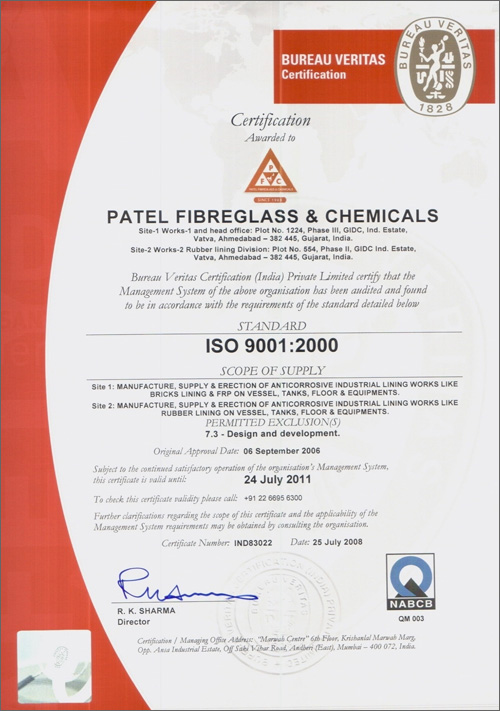 BUREAU VERITAS
Certification
BUREAU VERITAS
1828
Certification
Awarded to
P
F C
SINCE 1968
PATEL FIBREGLASS & CHEMICALS
Site-1 Works-1 and head office: Plot No. 1224, Phase III, GIDC, Ind. Estate,
Vatva, Ahmedabad – 382 445, Gujarat, India.
Site-2 Works-2 Rubber lining Division: Plot No. 554, Phase II, GIDC Ind. Estate,
Vatva, Ahmedabad – 382 445, Gujarat, India.
Bureau Veritas Certification (India) Private Limited certify that the
Management System of the above organisation has been audited and found
to be in accordance with the requirements of the standard detailed below
STANDARD
ISO 9001:2000
SCOPE OF SUPPLY
Site 1: MANUFACTURE, SUPPLY & ERECTION OF ANTICORROSIVE INDUSTRIAL LINING WORKS LIKE
BRICKS LINING & FRP ON VESSEL, TANKS, FLOOR & EQUIPMENTS.
Site 2: MANUFACTURE, SUPPLY & ERECTION OF ANTICORROSIVE INDUSTRIAL LINING WORKS LIKE
RUBBER LINING ON VESSEL, TANKS, FLOOR & EQUIPMENTS.
PERMITTED EXCLUSION(S)
7.3 - Design and development.
Original Approval Date: 06 September 2006
Subject to the continued satisfactory operation of the organisation's Management System,
this certificate is valid until: 24 July 2011
To check this certificate validity please call: +91 22 6695 6300
Further clarifications regarding the scope of this certificate and the applicability of the
Management System requirements may be obtained by consulting the organisation.
Certificate Number: IND83022 Date: 25 July 2008
R. K. SHARMA
Director
NABCB
QM 003
Certification / Managing Office Address: "Marwah Centre" 6th Floor, Krishanlal Marwah Marg,
Opp. Ansa Industrial Estate, Off Saki Vihar Road, Andheri (East), Mumbai – 400 072, India.